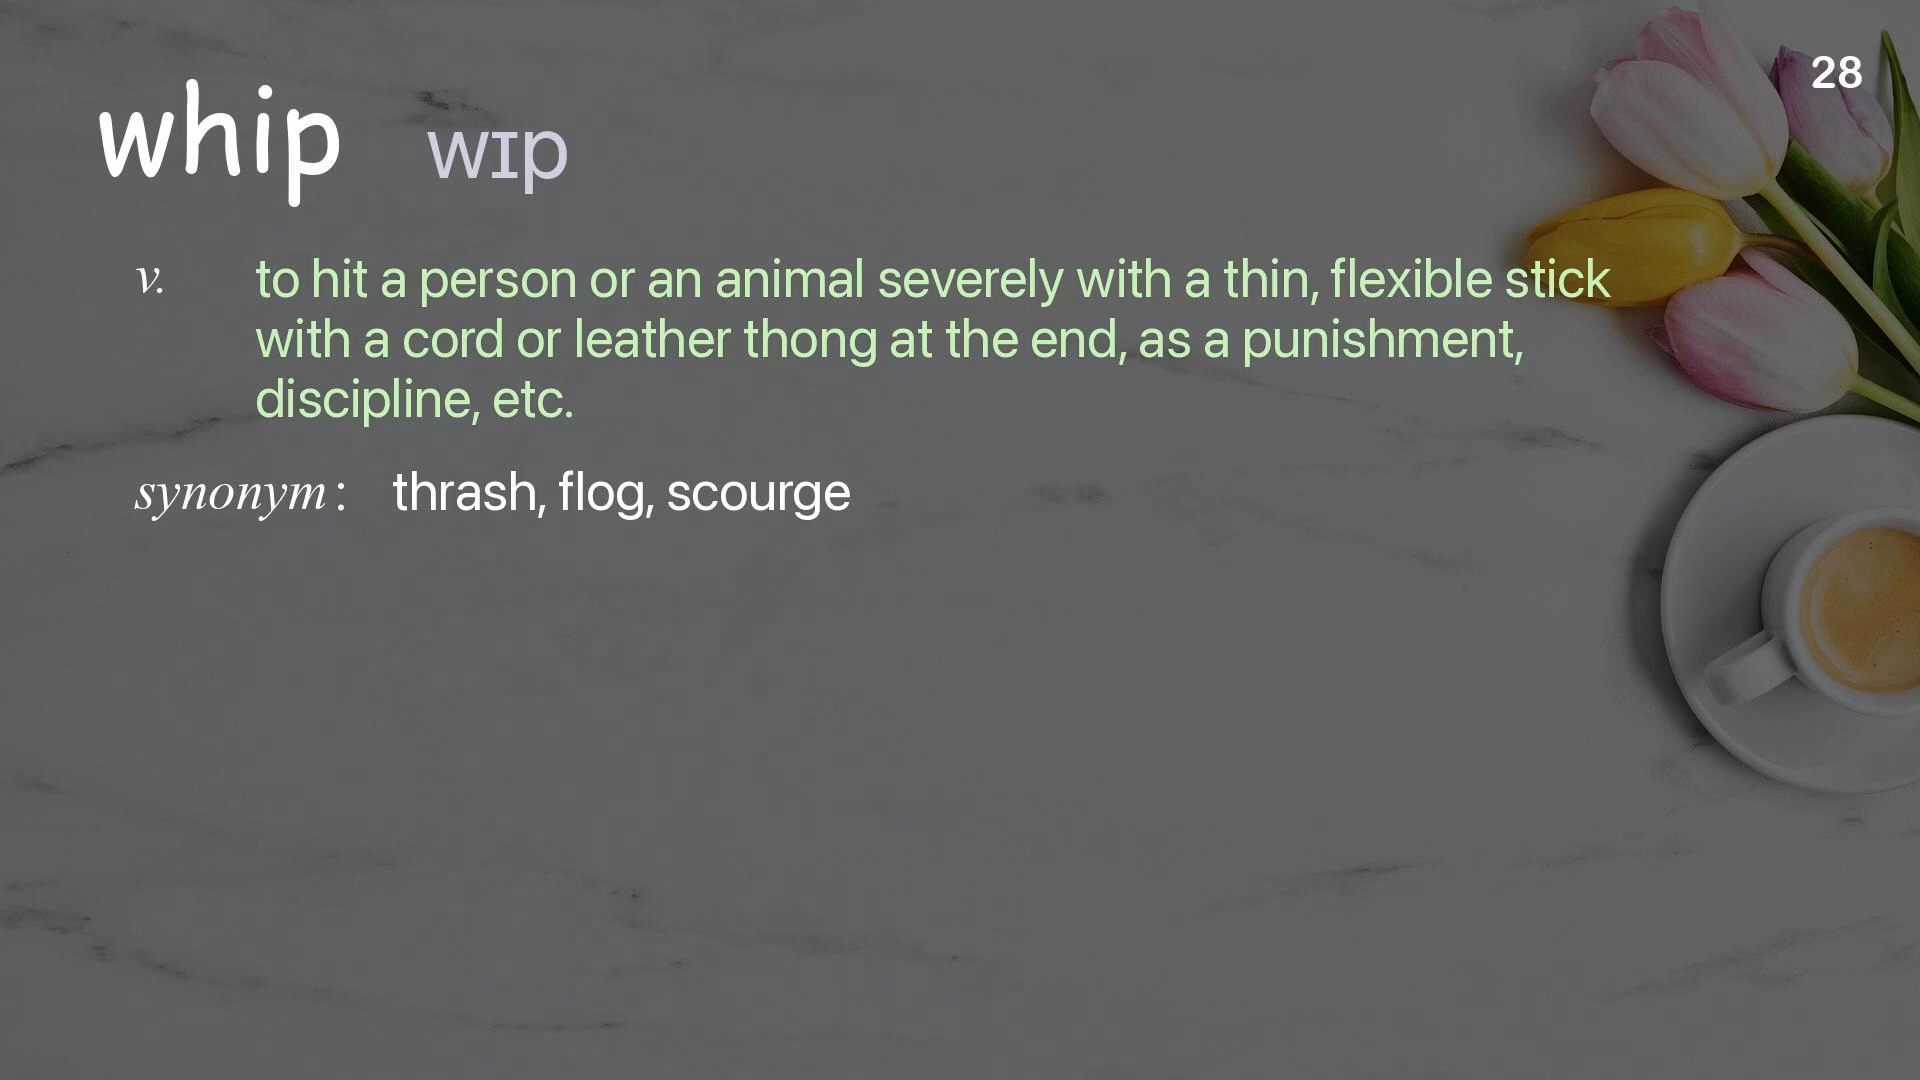 28
whip wɪp
v. to hit a person or an animal severely with a thin, flexible stick
with a cord or leather thong at the end, as a punishment,
discipline, etc.
synonym : thrash, flog, scourge